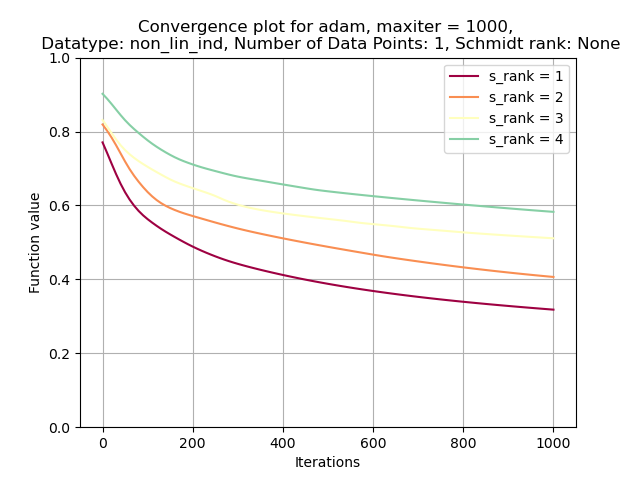 Convergence plot for adam, maxiter = 1000,
Datatype: non_lin_ind, Number of Data Points: 1, Schmidt rank: None
1.0
0.8
0.6
0.4
0.2
0.0
Function value
s_rank = 1
s_rank = 2
s_rank = 3
s_rank = 4
0 200 400 600 800 1000
Iterations